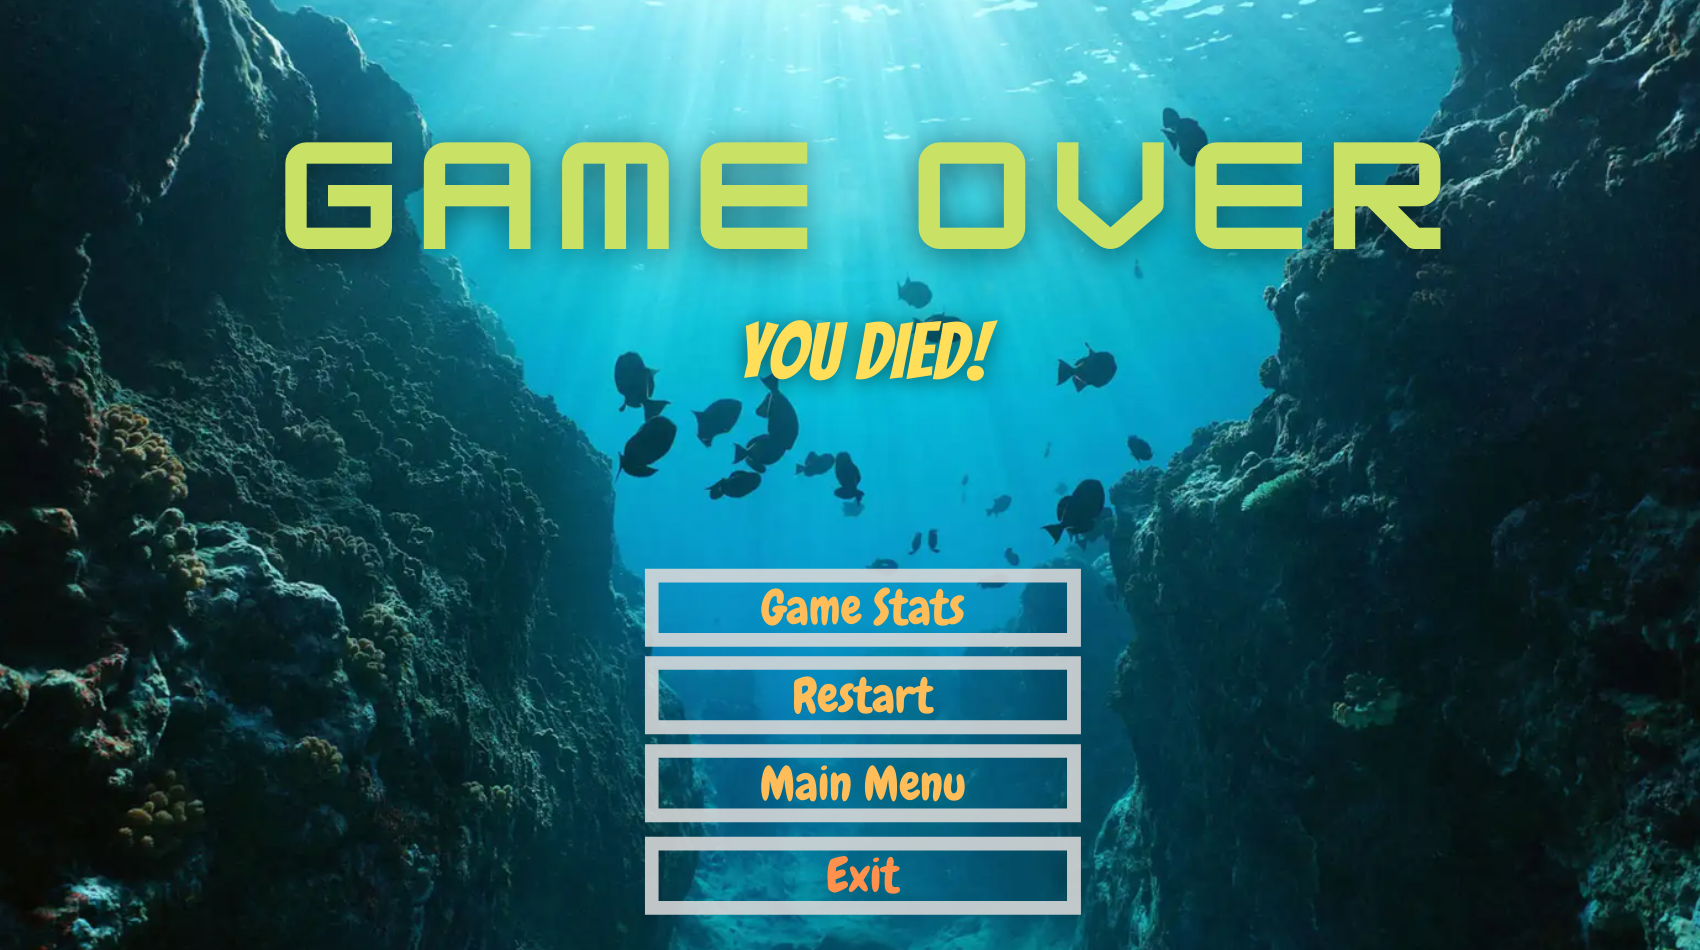 GAME OVER
YOU DIED!
Game Stats
Restart
Main Menu
Exit